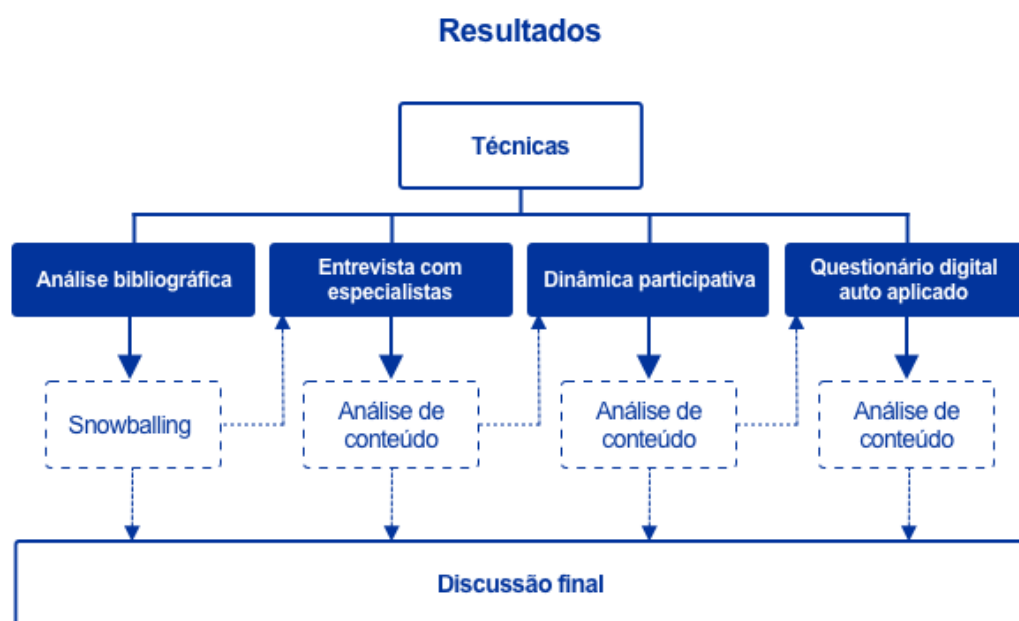 Resultados
Técnicas
Análise bibliográfica
Entrevista com
especialistas
Dinâmica participativa
Questionário digital
auto aplicado
Snowballing
Análise de
conteúdo
Análise de
conteúdo
Análise de
conteúdo
Discussão final